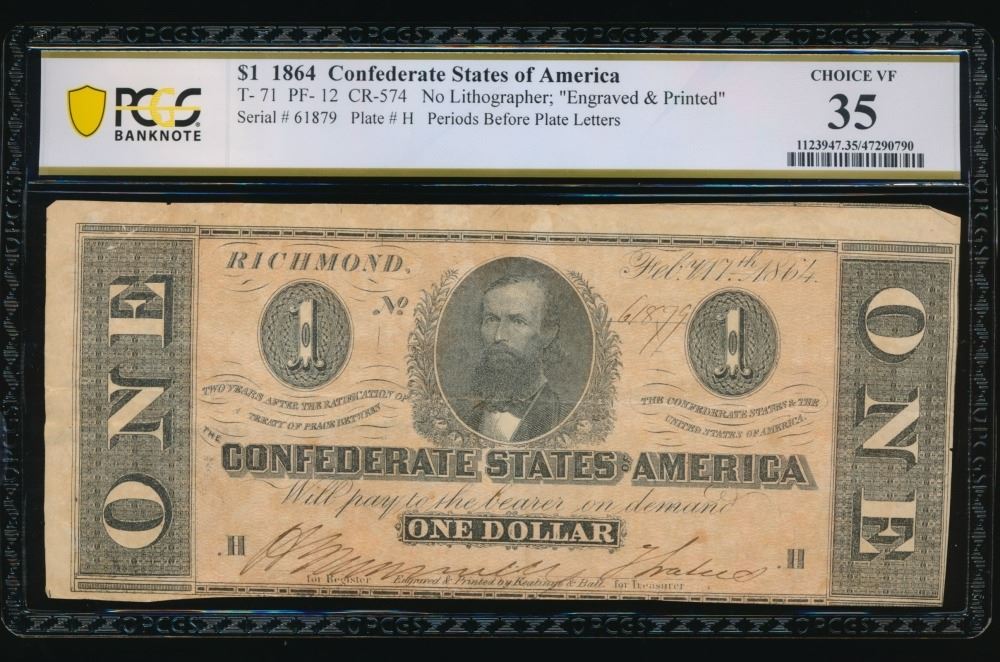 $1 1864 Confederate States of America
T- 71 PF- 12 CR-574 No Lithographer; "Engraved & Printed"
Serial # 61879 Plate # H Periods Before Plate Letters
PCGS
BANKNOTE
CHOICE VF
35
1123947.35/47290790
RICHMOND,
Feb.y 17th 1864.
No 61879
1
1
ONE
ONE
TWO YEARS AFTER THE RATIFICATION OF
A TREATY OF PEACE BETWEEN
THE CONFEDERATE STATES & THE
UNITED STATES OF AMERICA.
THE
CONFEDERATE STATES OF AMERICA
Will pay to the bearer on demand
ONE DOLLAR
.H
.H
for Register Engraved & Printed by Keatinge & Ball. for Treasurer